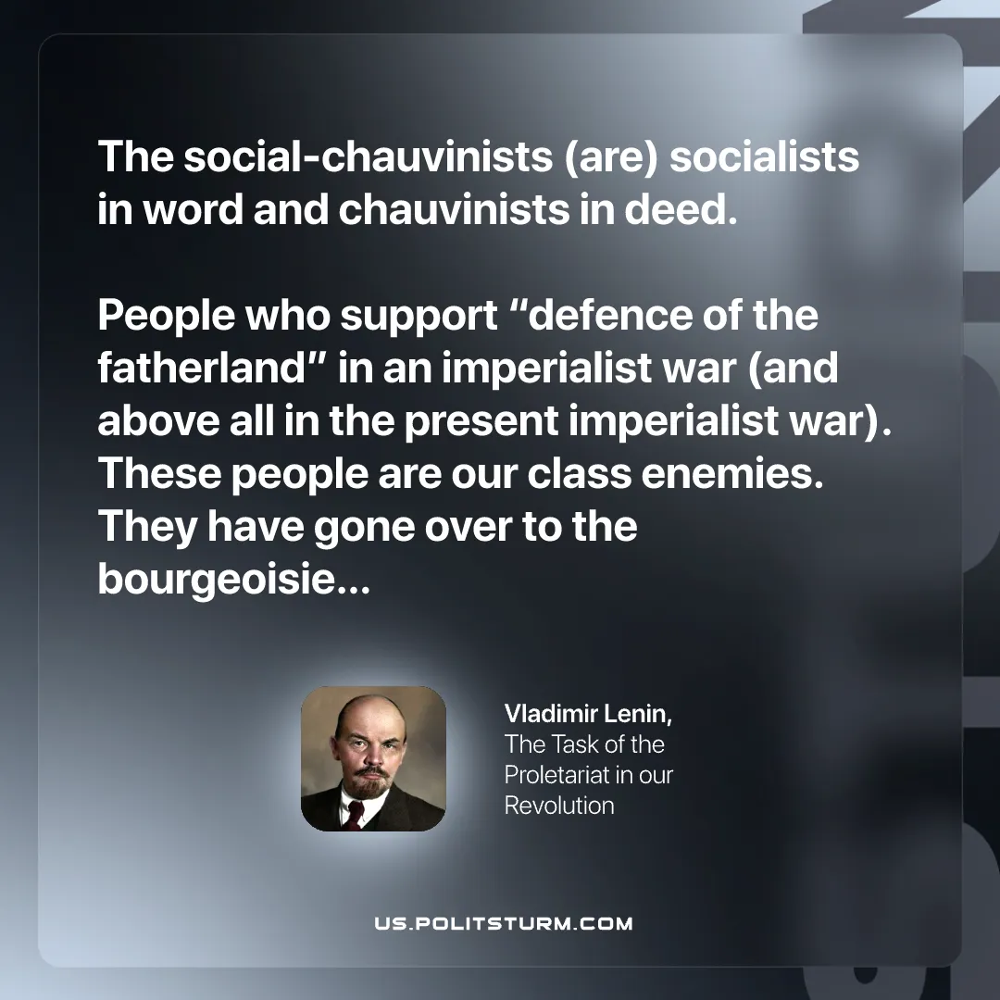 The social-chauvinists (are) socialists
in word and chauvinists in deed.
People who support “defence of the
fatherland” in an imperialist war (and
above all in the present imperialist war).
These people are our class enemies.
They have gone over to the
bourgeoisie...
Vladimir Lenin,
The Task of the
Proletariat in our
Revolution
US.POLITSTURM.COM